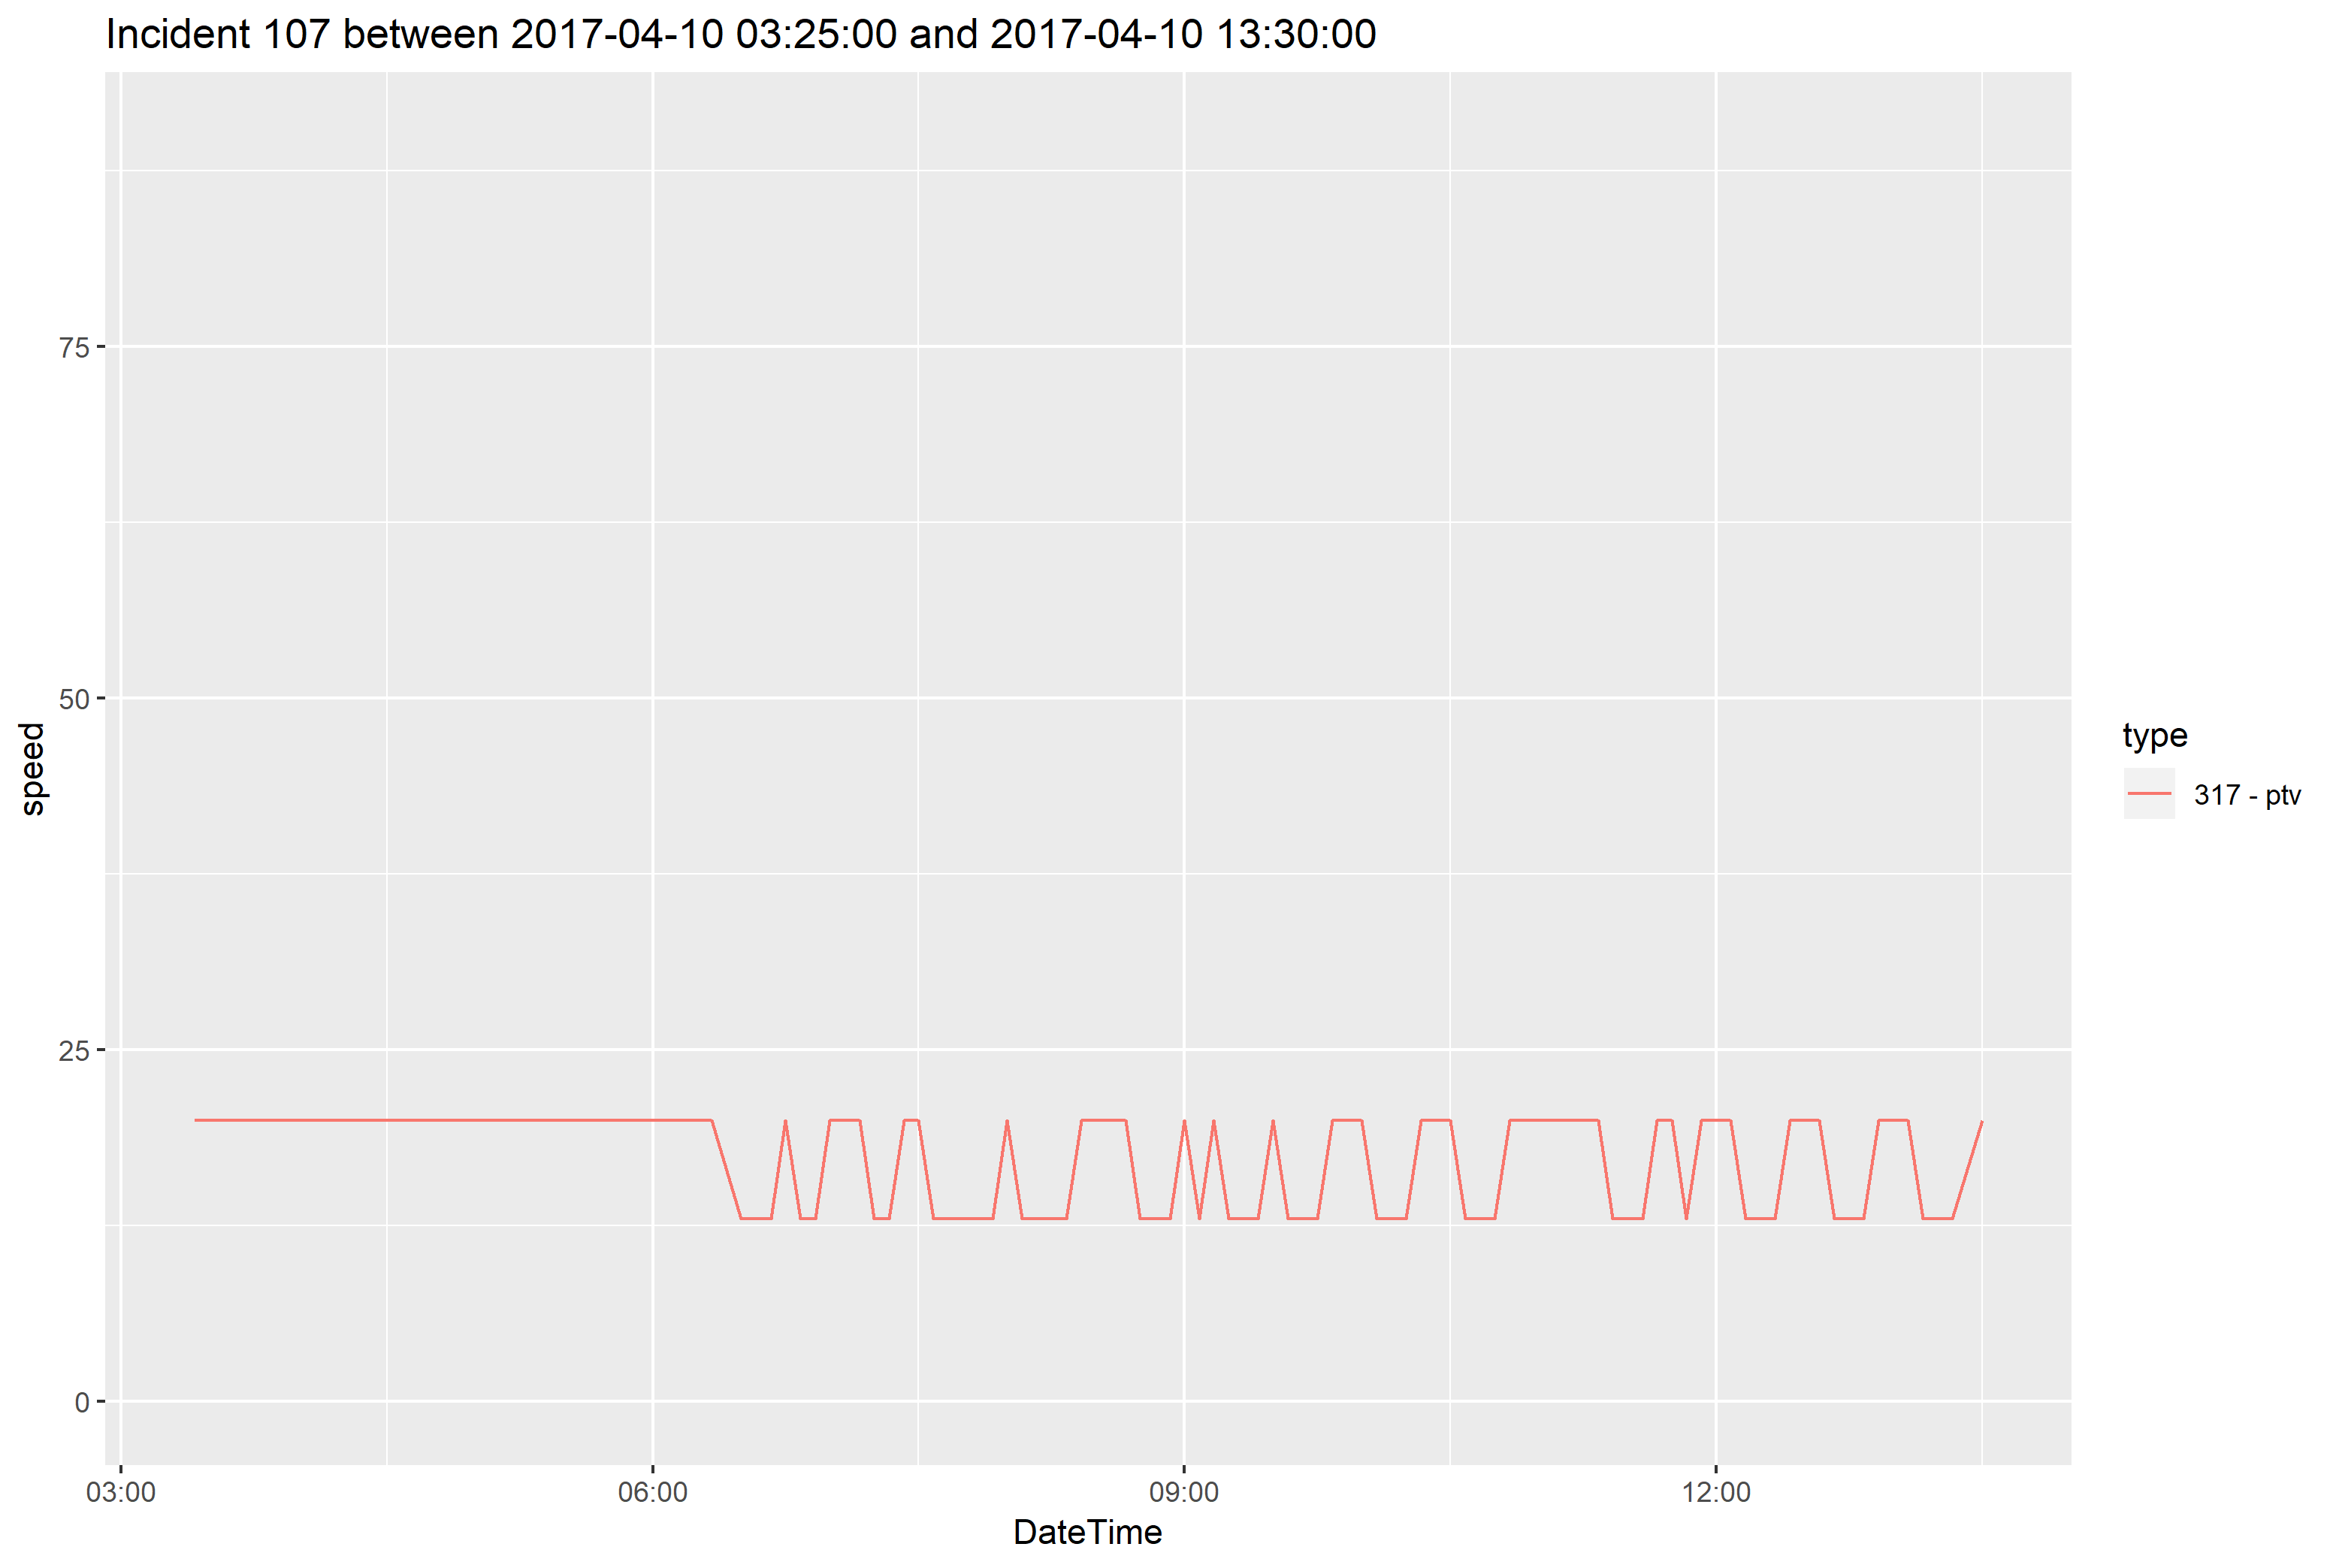 Incident 107 between 2017-04-10 03:25:00 and 2017-04-10 13:30:00
75
50
25
0
speed
03:00 06:00 09:00 12:00
DateTime
type
317 - ptv